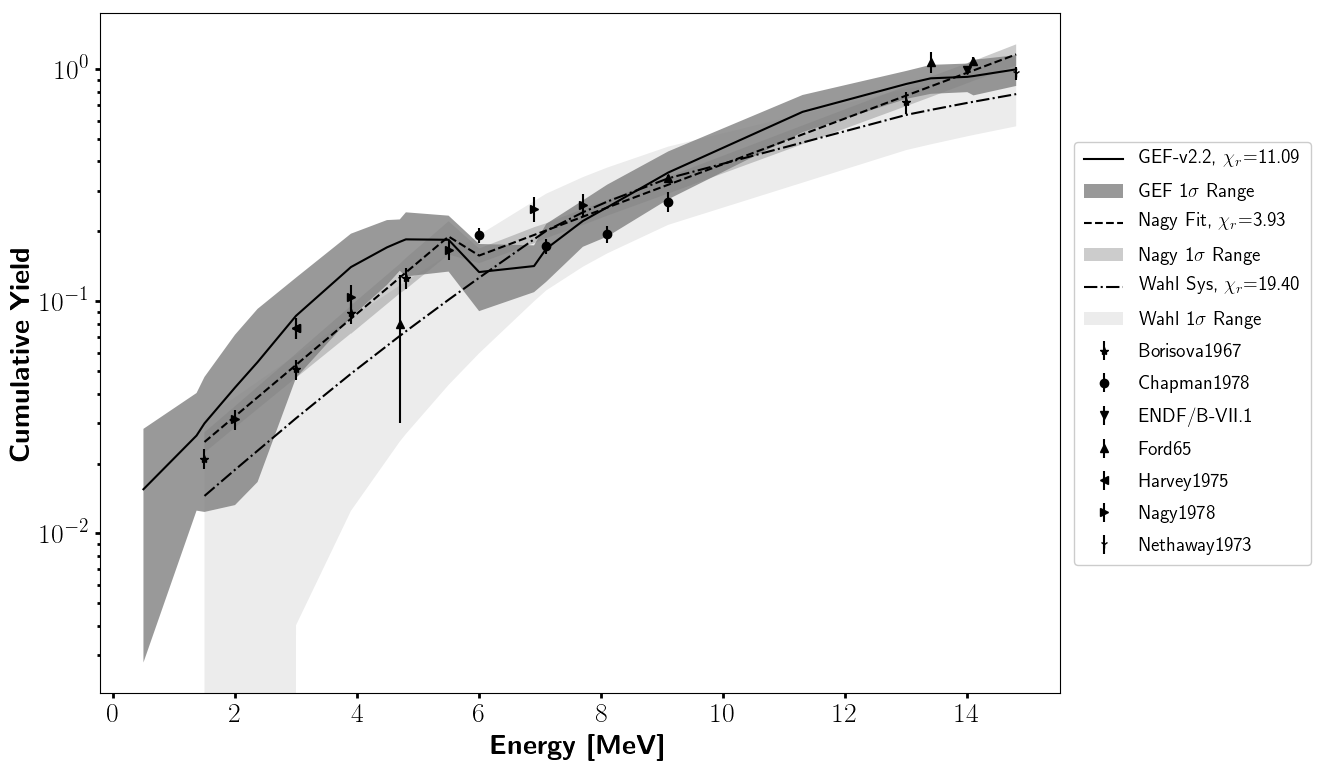 10⁰
10⁻¹
10⁻²
Cumulative Yield
0 2 4 6 8 10 12 14
Energy [MeV]
GEF-v2.2, χᵣ=11.09
GEF 1σ Range
Nagy Fit, χᵣ=3.93
Nagy 1σ Range
Wahl Sys, χᵣ=19.40
Wahl 1σ Range
Borisova1967
Chapman1978
ENDF/B-VII.1
Ford65
Harvey1975
Nagy1978
Nethaway1973